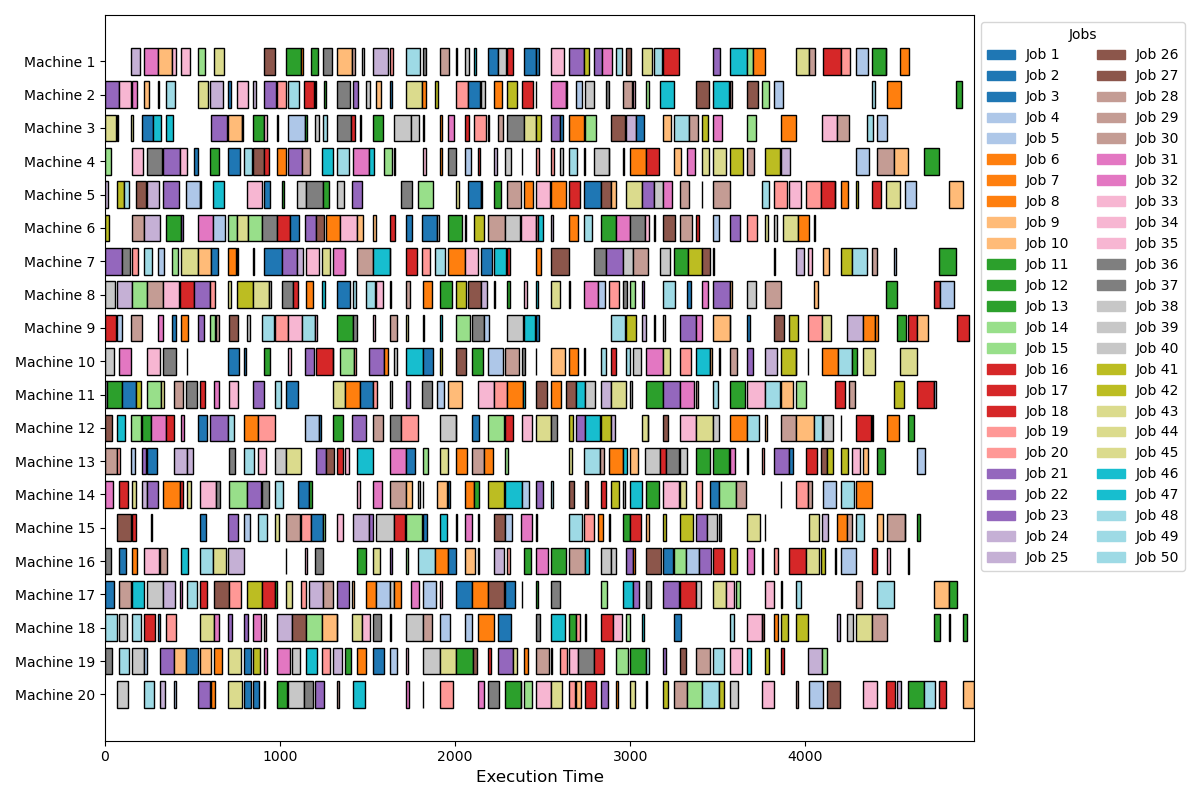 Machine 1
Machine 2
Machine 3
Machine 4
Machine 5
Machine 6
Machine 7
Machine 8
Machine 9
Machine 10
Machine 11
Machine 12
Machine 13
Machine 14
Machine 15
Machine 16
Machine 17
Machine 18
Machine 19
Machine 20
0 1000 2000 3000 4000
Execution Time
Jobs
Job 1 Job 26
Job 2 Job 27
Job 3 Job 28
Job 4 Job 29
Job 5 Job 30
Job 6 Job 31
Job 7 Job 32
Job 8 Job 33
Job 9 Job 34
Job 10 Job 35
Job 11 Job 36
Job 12 Job 37
Job 13 Job 38
Job 14 Job 39
Job 15 Job 40
Job 16 Job 41
Job 17 Job 42
Job 18 Job 43
Job 19 Job 44
Job 20 Job 45
Job 21 Job 46
Job 22 Job 47
Job 23 Job 48
Job 24 Job 49
Job 25 Job 50